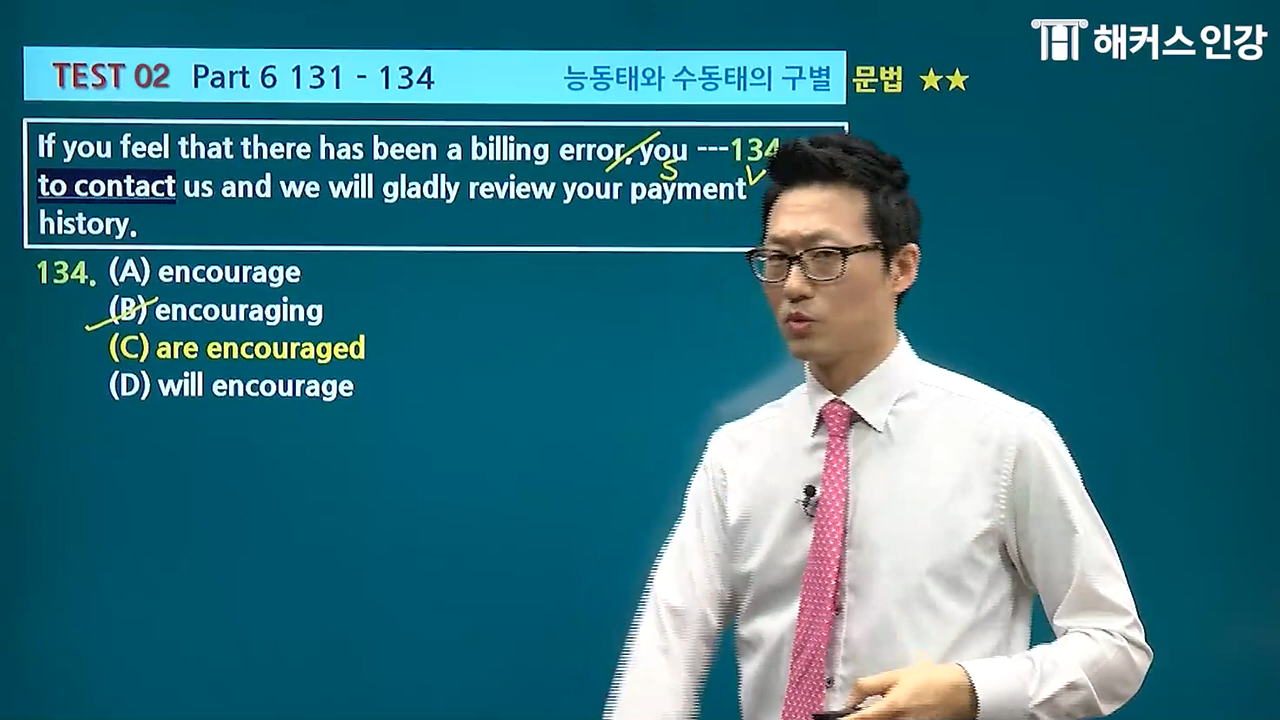 해커스인강
TEST 02 Part 6 131 - 134 능동태와 수동태의 구별 문법 ★★
If you feel that there has been a billing error, you ---134
S V
to contact us and we will gladly review your payment
history.
134. (A) encourage
(B) encouraging
(C) are encouraged
(D) will encourage